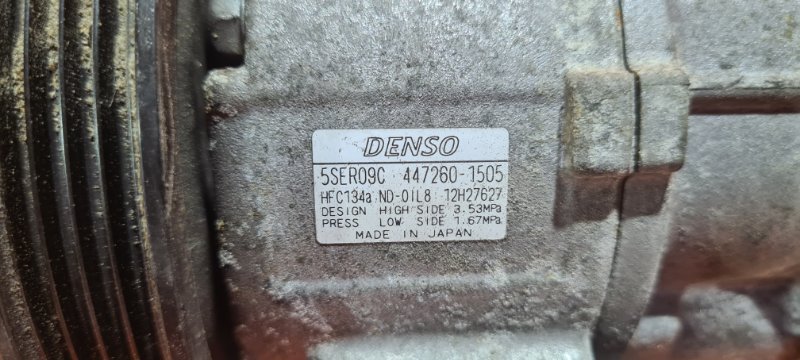 DENSO
5SER09C 447260-1505
HFC134a ND-OIL8 12H27627
DESIGN HIGH SIDE 3.53MPa
PRESS LOW SIDE 1.67MPa
MADE IN JAPAN